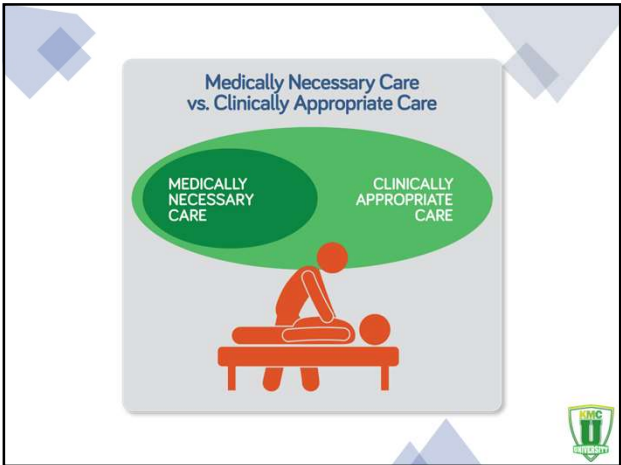 Medically Necessary Care
vs. Clinically Appropriate Care
MEDICALLY
NECESSARY
CARE
CLINICALLY
APPROPRIATE
CARE
KMC
U
UNIVERSITY